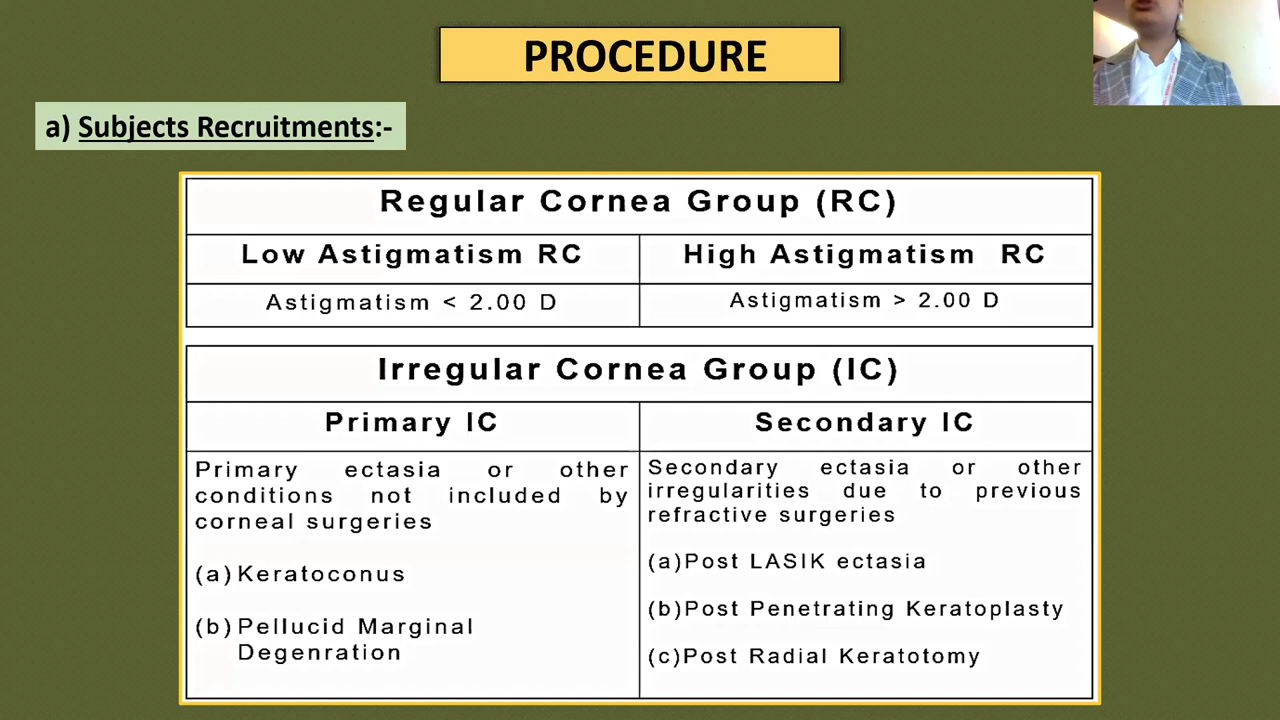 PROCEDURE
a) Subjects Recruitments:-
Regular Cornea Group (RC)
Low Astigmatism RC
High Astigmatism RC
Astigmatism < 2.00 D
Astigmatism > 2.00 D
Irregular Cornea Group (IC)
Primary IC
Secondary IC
Primary ectasia or other
conditions not included by
corneal surgeries
(a) Keratoconus
(b) Pellucid Marginal
Degenration
Secondary ectasia or other
irregularities due to previous
refractive surgeries
(a)Post LASIK ectasia
(b)Post Penetrating Keratoplasty
(c)Post Radial Keratotomy